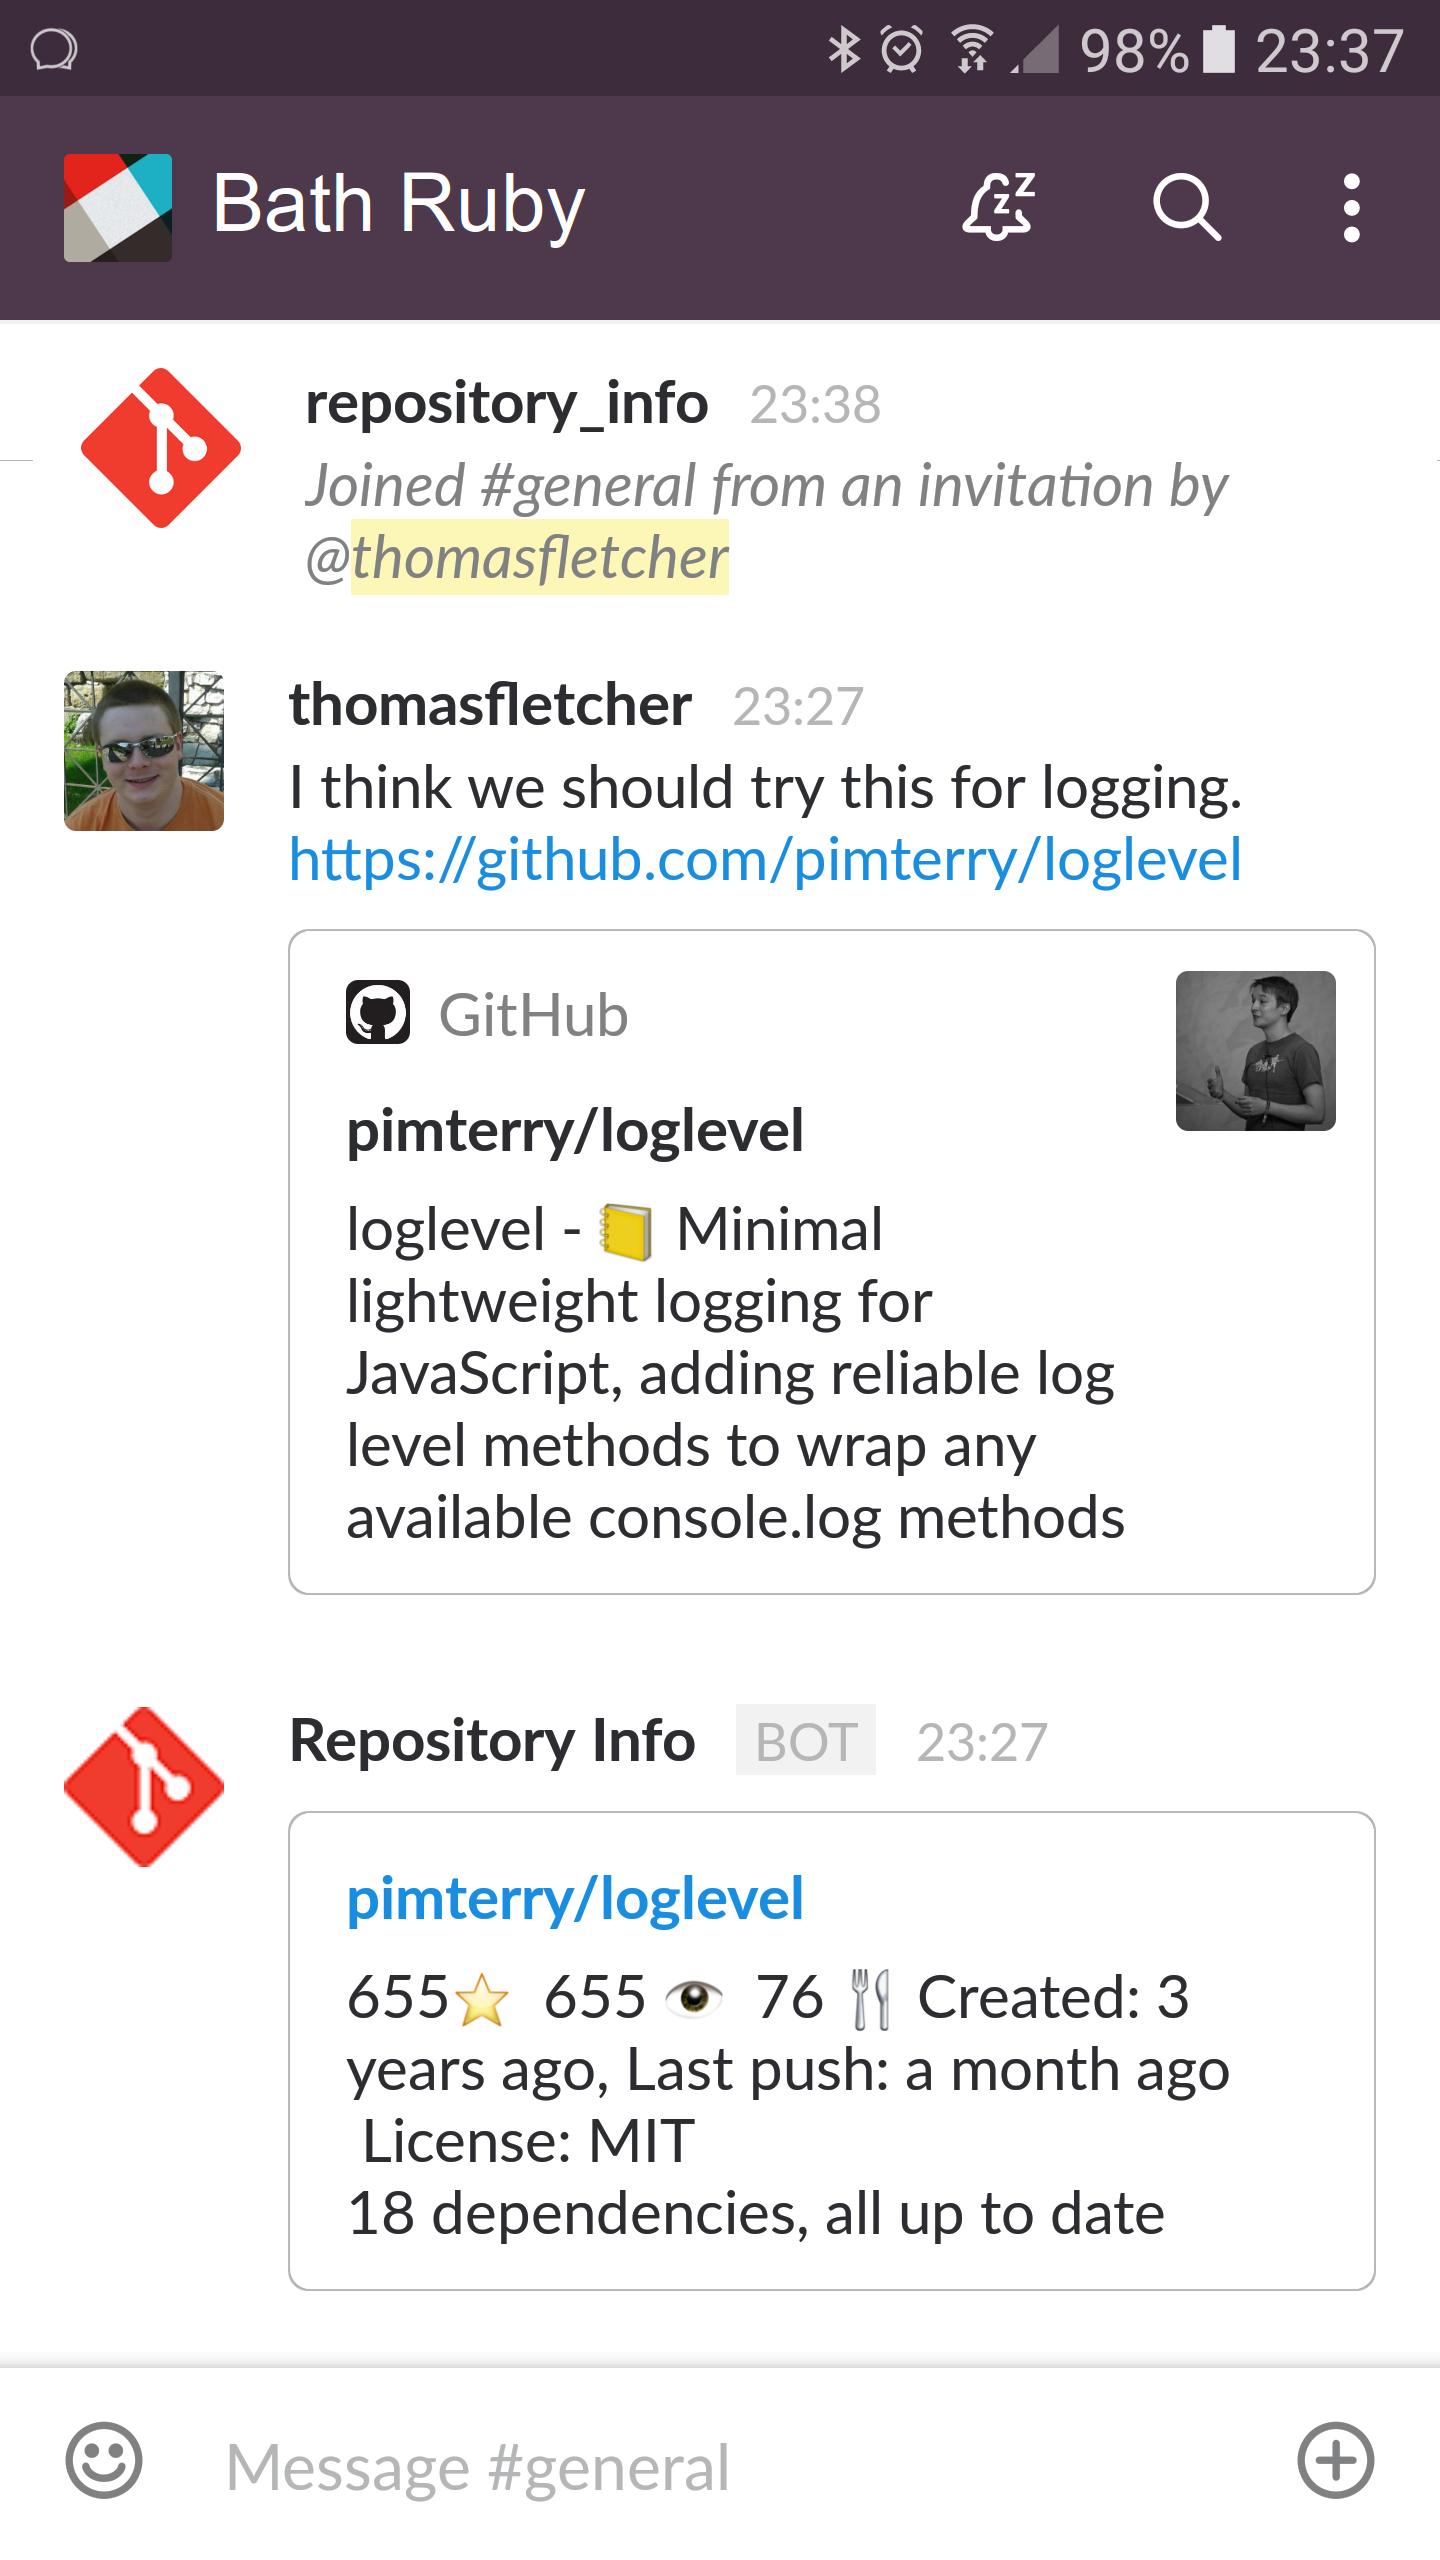 98% 23:37
Bath Ruby
repository_info 23:38
Joined #general from an invitation by
@thomasfletcher
thomasfletcher 23:27
I think we should try this for logging.
https://github.com/pimterry/loglevel
GitHub
pimterry/loglevel
loglevel - 📒 Minimal
lightweight logging for
JavaScript, adding reliable log
level methods to wrap any
available console.log methods
Repository Info BOT 23:27
pimterry/loglevel
655⭐ 655 👁 76 🍴 Created: 3
years ago, Last push: a month ago
License: MIT
18 dependencies, all up to date
Message #general